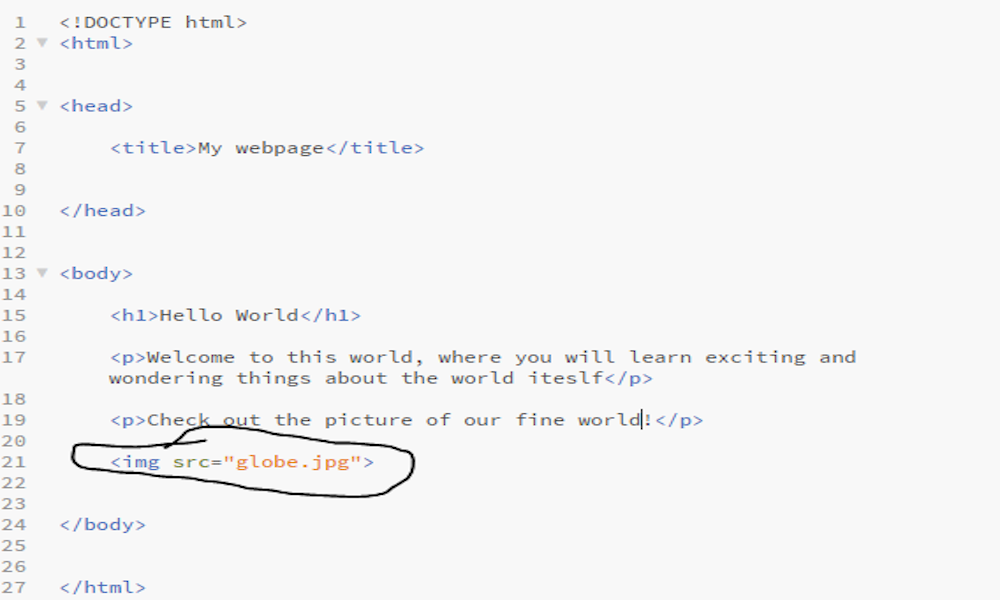 1 <!DOCTYPE html>
2 <html>
3
4
5 <head>
6
7 <title>My webpage</title>
8
9
10 </head>
11
12
13 <body>
14
15 <h1>Hello World</h1>
16
17 <p>Welcome to this world, where you will learn exciting and
wondering things about the world iteslf</p>
18
19 <p>Check out the picture of our fine world!</p>
20
21 <img src="globe.jpg">
22
23
24 </body>
25
26
27 </html>